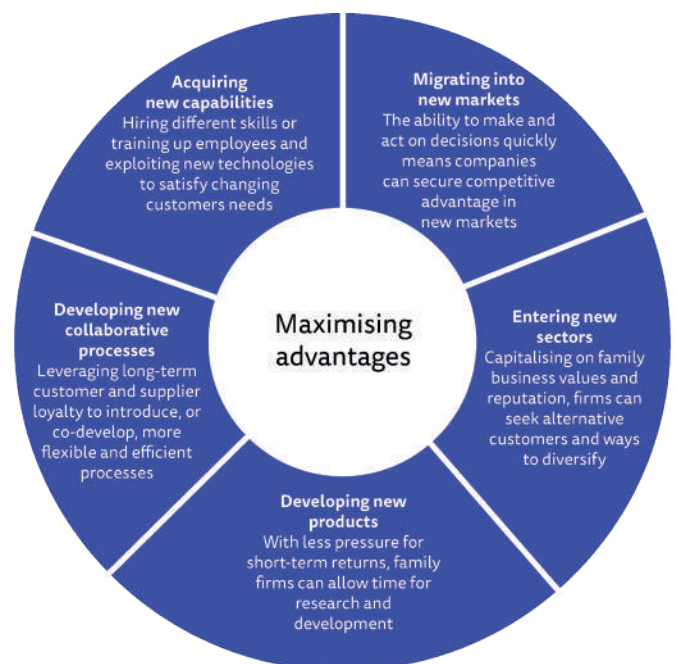 Acquiring
new capabilities
Hiring different skills or
training up employees and
exploiting new technologies
to satisfy changing
customers needs
Migrating into
new markets
The ability to make and
act on decisions quickly
means companies
can secure competitive
advantage in
new markets
Developing new
collaborative
processes
Leveraging long-term
customer and supplier
loyalty to introduce, or
co-develop, more
flexible and efficient
processes
Maximising
advantages
Entering new
sectors
Capitalising on family
business values and
reputation, firms can
seek alternative
customers and ways
to diversify
Developing new
products
With less pressure for
short-term returns, family
firms can allow time for
research and
development